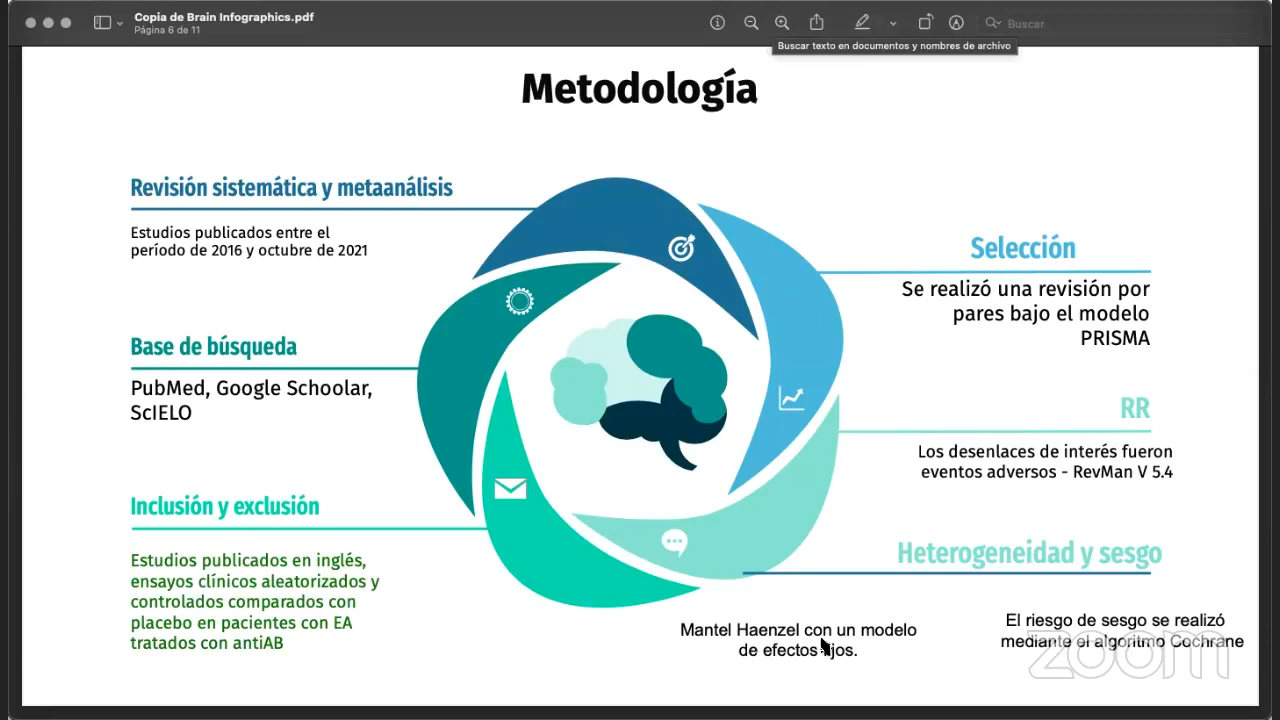 Copia de Brain Infographics.pdf
Página 6 de 11
Buscar
Buscar texto en documentos y nombres de archivo
Metodología
Revisión sistemática y metaanálisis
Estudios publicados entre el
período de 2016 y octubre de 2021
Base de búsqueda
PubMed, Google Schoolar,
ScIELO
Inclusión y exclusión
Estudios publicados en inglés,
ensayos clínicos aleatorizados y
controlados comparados con
placebo en pacientes con EA
tratados con antiAB
Selección
Se realizó una revisión por
pares bajo el modelo
PRISMA
RR
Los desenlaces de interés fueron
eventos adversos - RevMan V 5.4
Heterogeneidad y sesgo
Mantel Haenzel con un modelo
de efectos fijos.
El riesgo de sesgo se realizó
mediante el algoritmo Cochrane
zoom